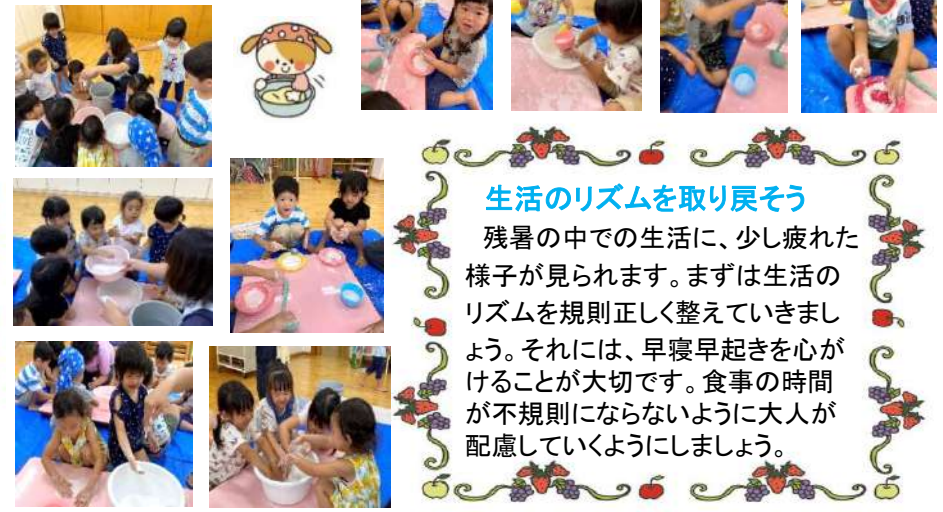 生活のリズムを取り戻そう
残暑の中での生活に、少し疲れた
様子が見られます。まずは生活の
リズムを規則正しく整えていきまし
ょう。それには、早寝早起きを心が
けることが大切です。食事の時間
が不規則にならないように大人が
配慮していくようにしましょう。